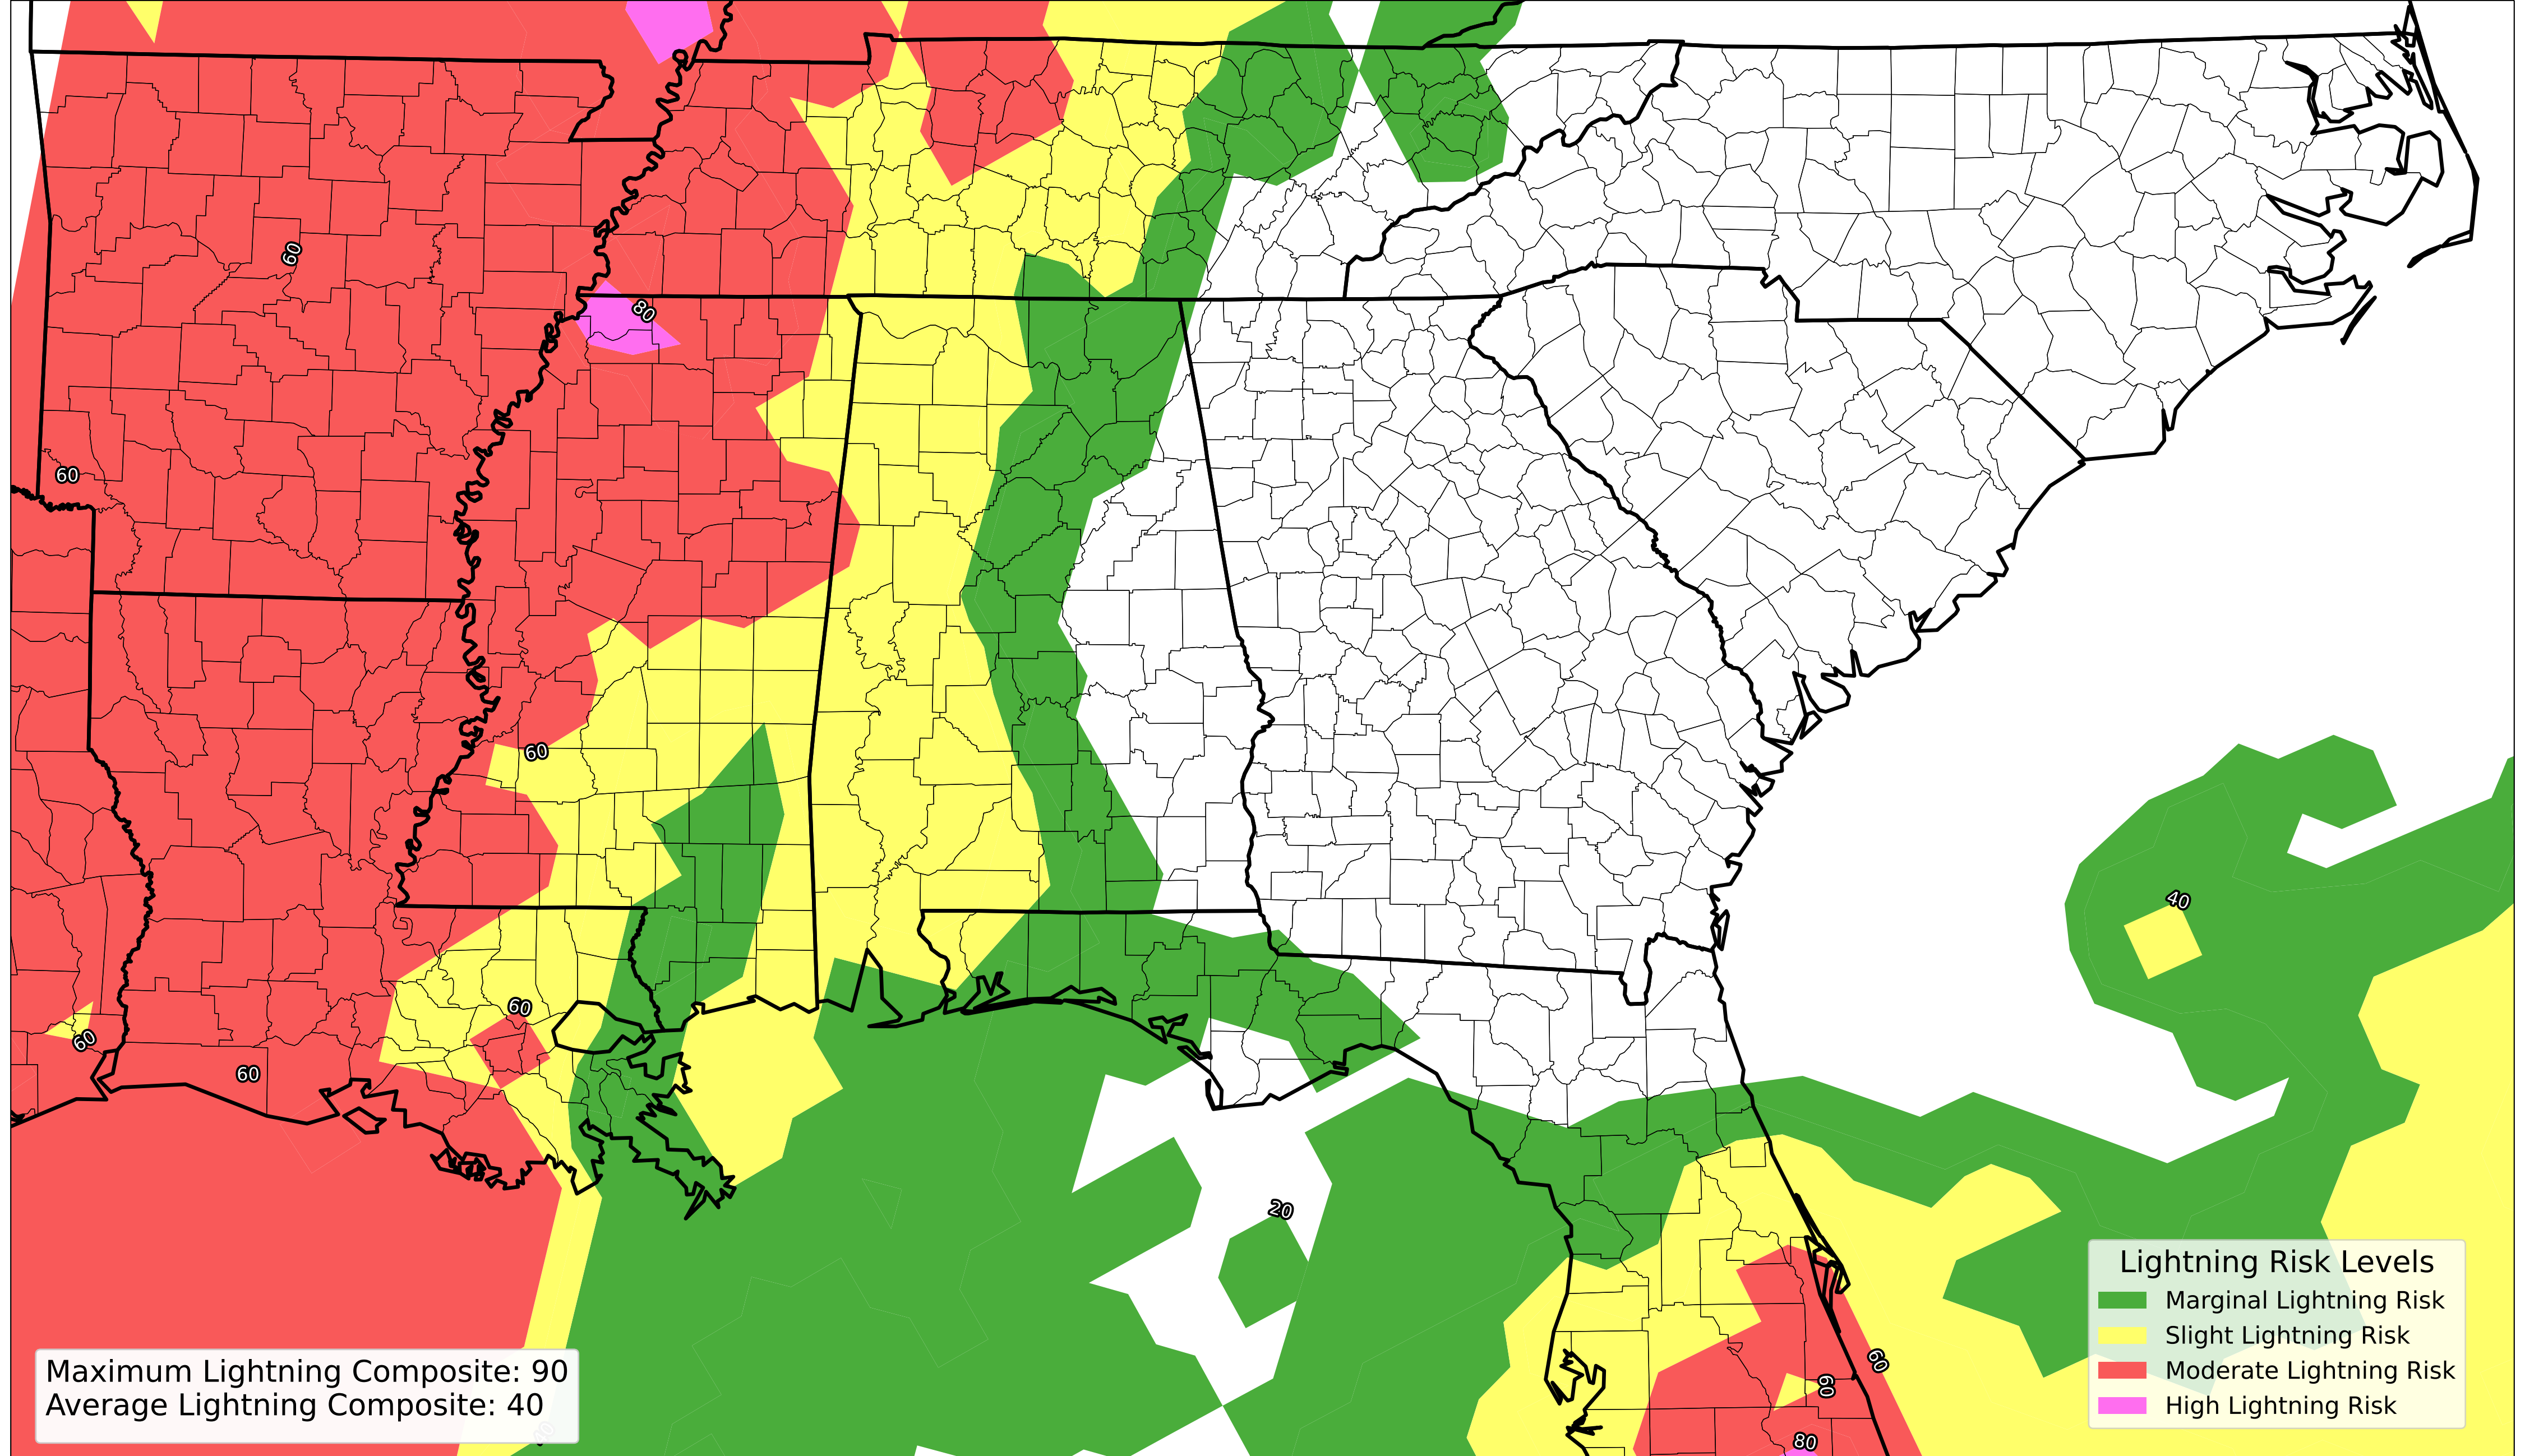 60
80
60
60
40
60
60
60
20
Lightning Risk Levels
Marginal Lightning Risk
Slight Lightning Risk
Moderate Lightning Risk
High Lightning Risk
60
60
80
Maximum Lightning Composite: 90
Average Lightning Composite: 40
40